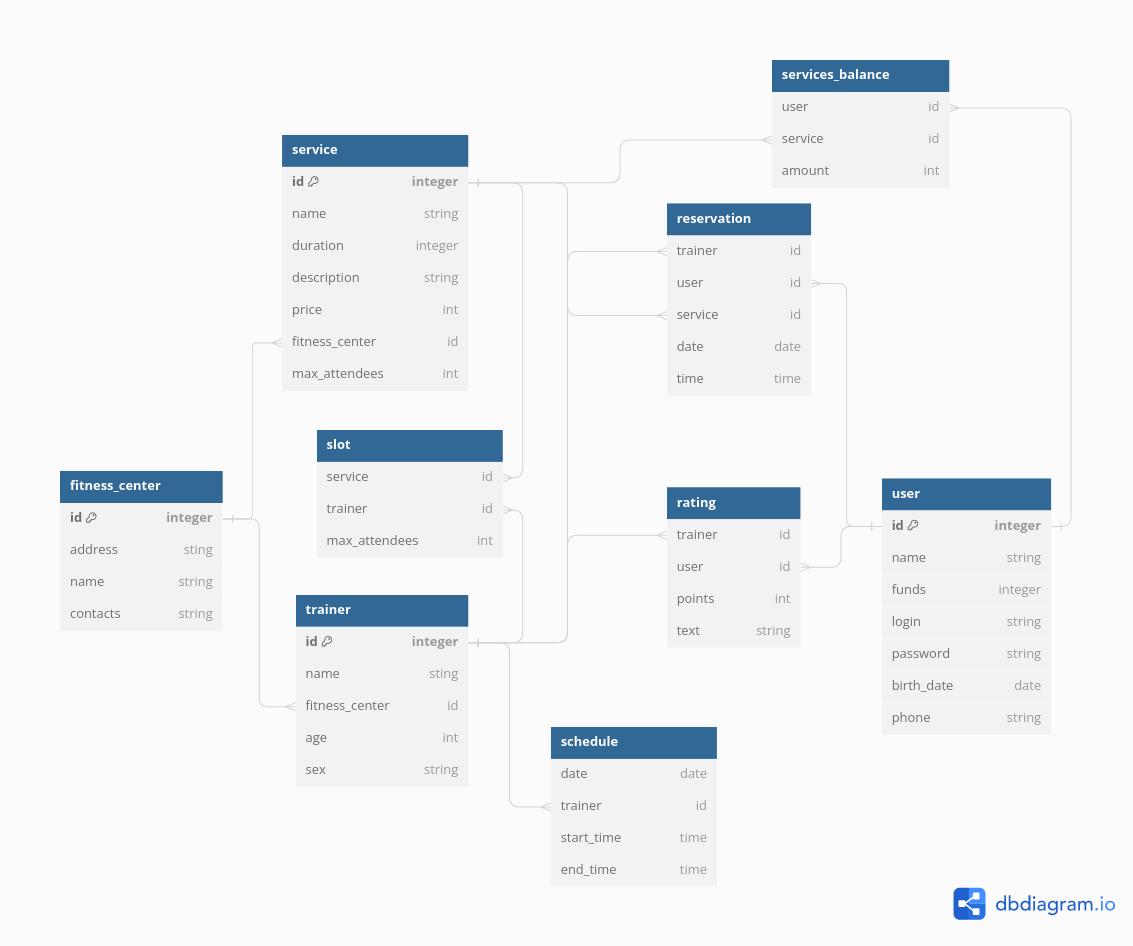 services_balance
user id
service id
amount int
service
id integer
name string
duration integer
description string
price int
fitness_center id
max_attendees int
reservation
trainer id
user id
service id
date date
time time
slot
service id
trainer id
max_attendees int
fitness_center
id integer
address sting
name string
contacts string
rating
trainer id
user id
points int
text string
user
id integer
name string
funds integer
login string
password string
birth_date date
phone string
trainer
id integer
name sting
fitness_center id
age int
sex string
schedule
date date
trainer id
start_time time
end_time time
dbdiagram.io